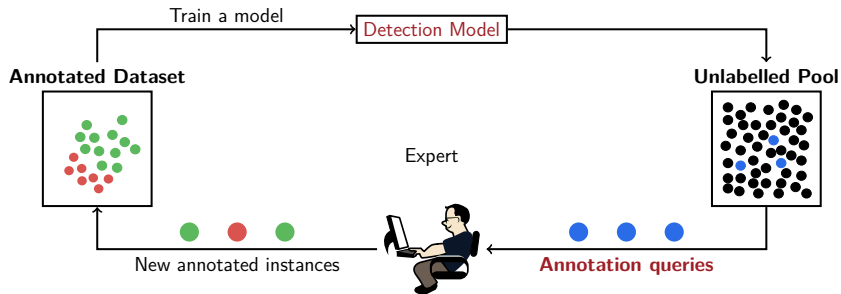 Train a model
Detection Model
Annotated Dataset
Unlabelled Pool
Expert
New annotated instances
Annotation queries